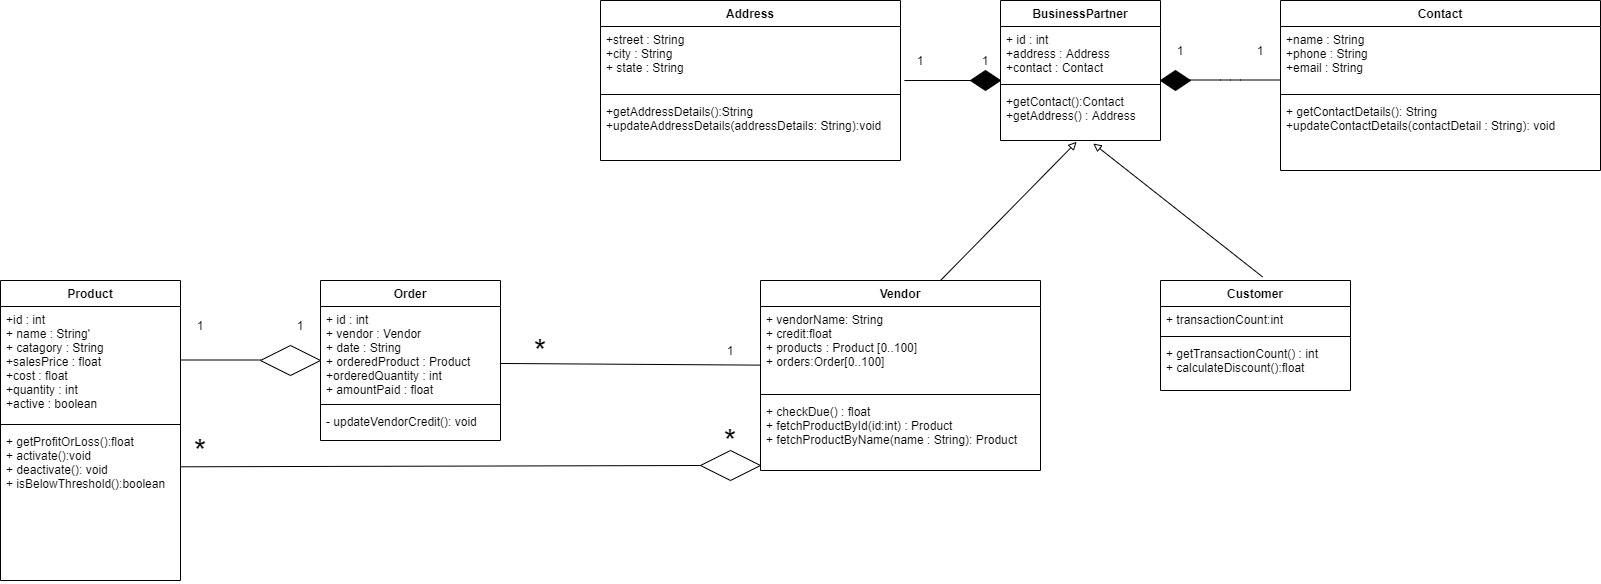 Address
+street : String
+city : String
+ state : String
+getAddressDetails():String
+updateAddressDetails(addressDetails: String):void
1
1
BusinessPartner
+ id : int
+address : Address
+contact : Contact
+getContact():Contact
+getAddress() : Address
1
1
Contact
+name : String
+phone : String
+email : String
+ getContactDetails(): String
+updateContactDetails(contactDetail : String): void
Product
+id : int
+ name : String'
+ catagory : String
+salesPrice : float
+cost : float
+quantity : int
+active : boolean
+ getProfitOrLoss():float
+ activate():void
+ deactivate(): void
+ isBelowThreshold():boolean
1
1
Order
+ id : int
+ vendor : Vendor
+ date : String
+ orderedProduct : Product
+orderedQuantity : int
+ amountPaid : float
- updateVendorCredit(): void
*
1
*
*
Vendor
+ vendorName: String
+ credit:float
+ products : Product [0..100]
+ orders:Order[0..100]
+ checkDue() : float
+ fetchProductById(id:int) : Product
+ fetchProductByName(name : String): Product
Customer
+ transactionCount:int
+ getTransactionCount() : int
+ calculateDiscount():float